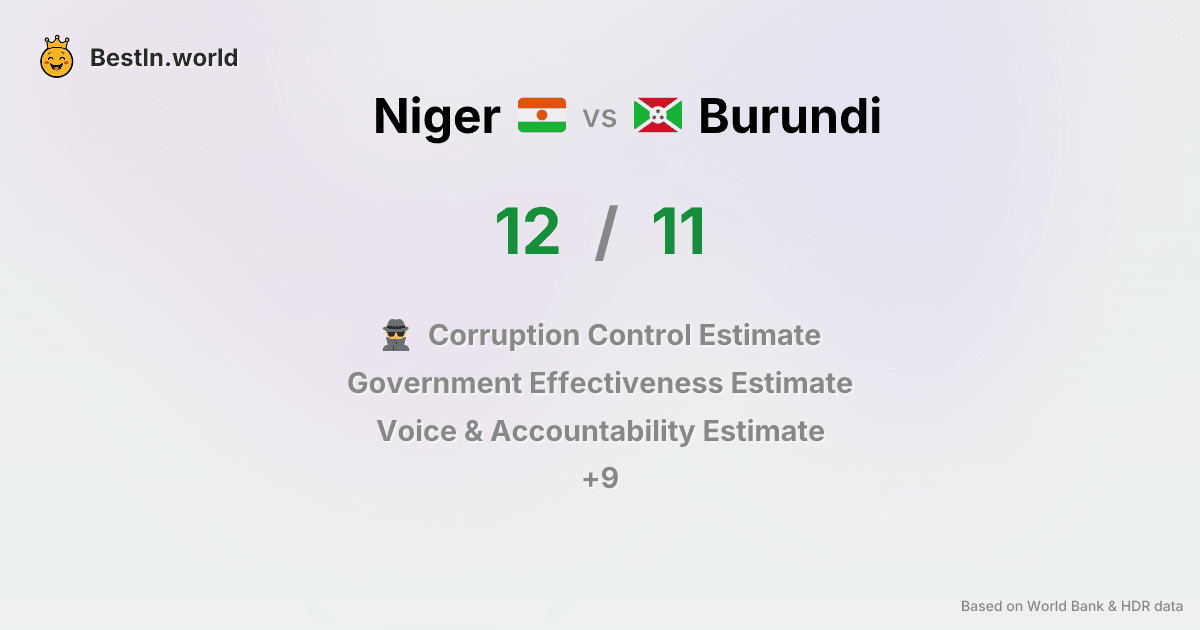 BestIn.world
Niger vs Burundi
12 / 11
Corruption Control Estimate
Government Effectiveness Estimate
Voice & Accountability Estimate
+9
Based on World Bank & HDR data